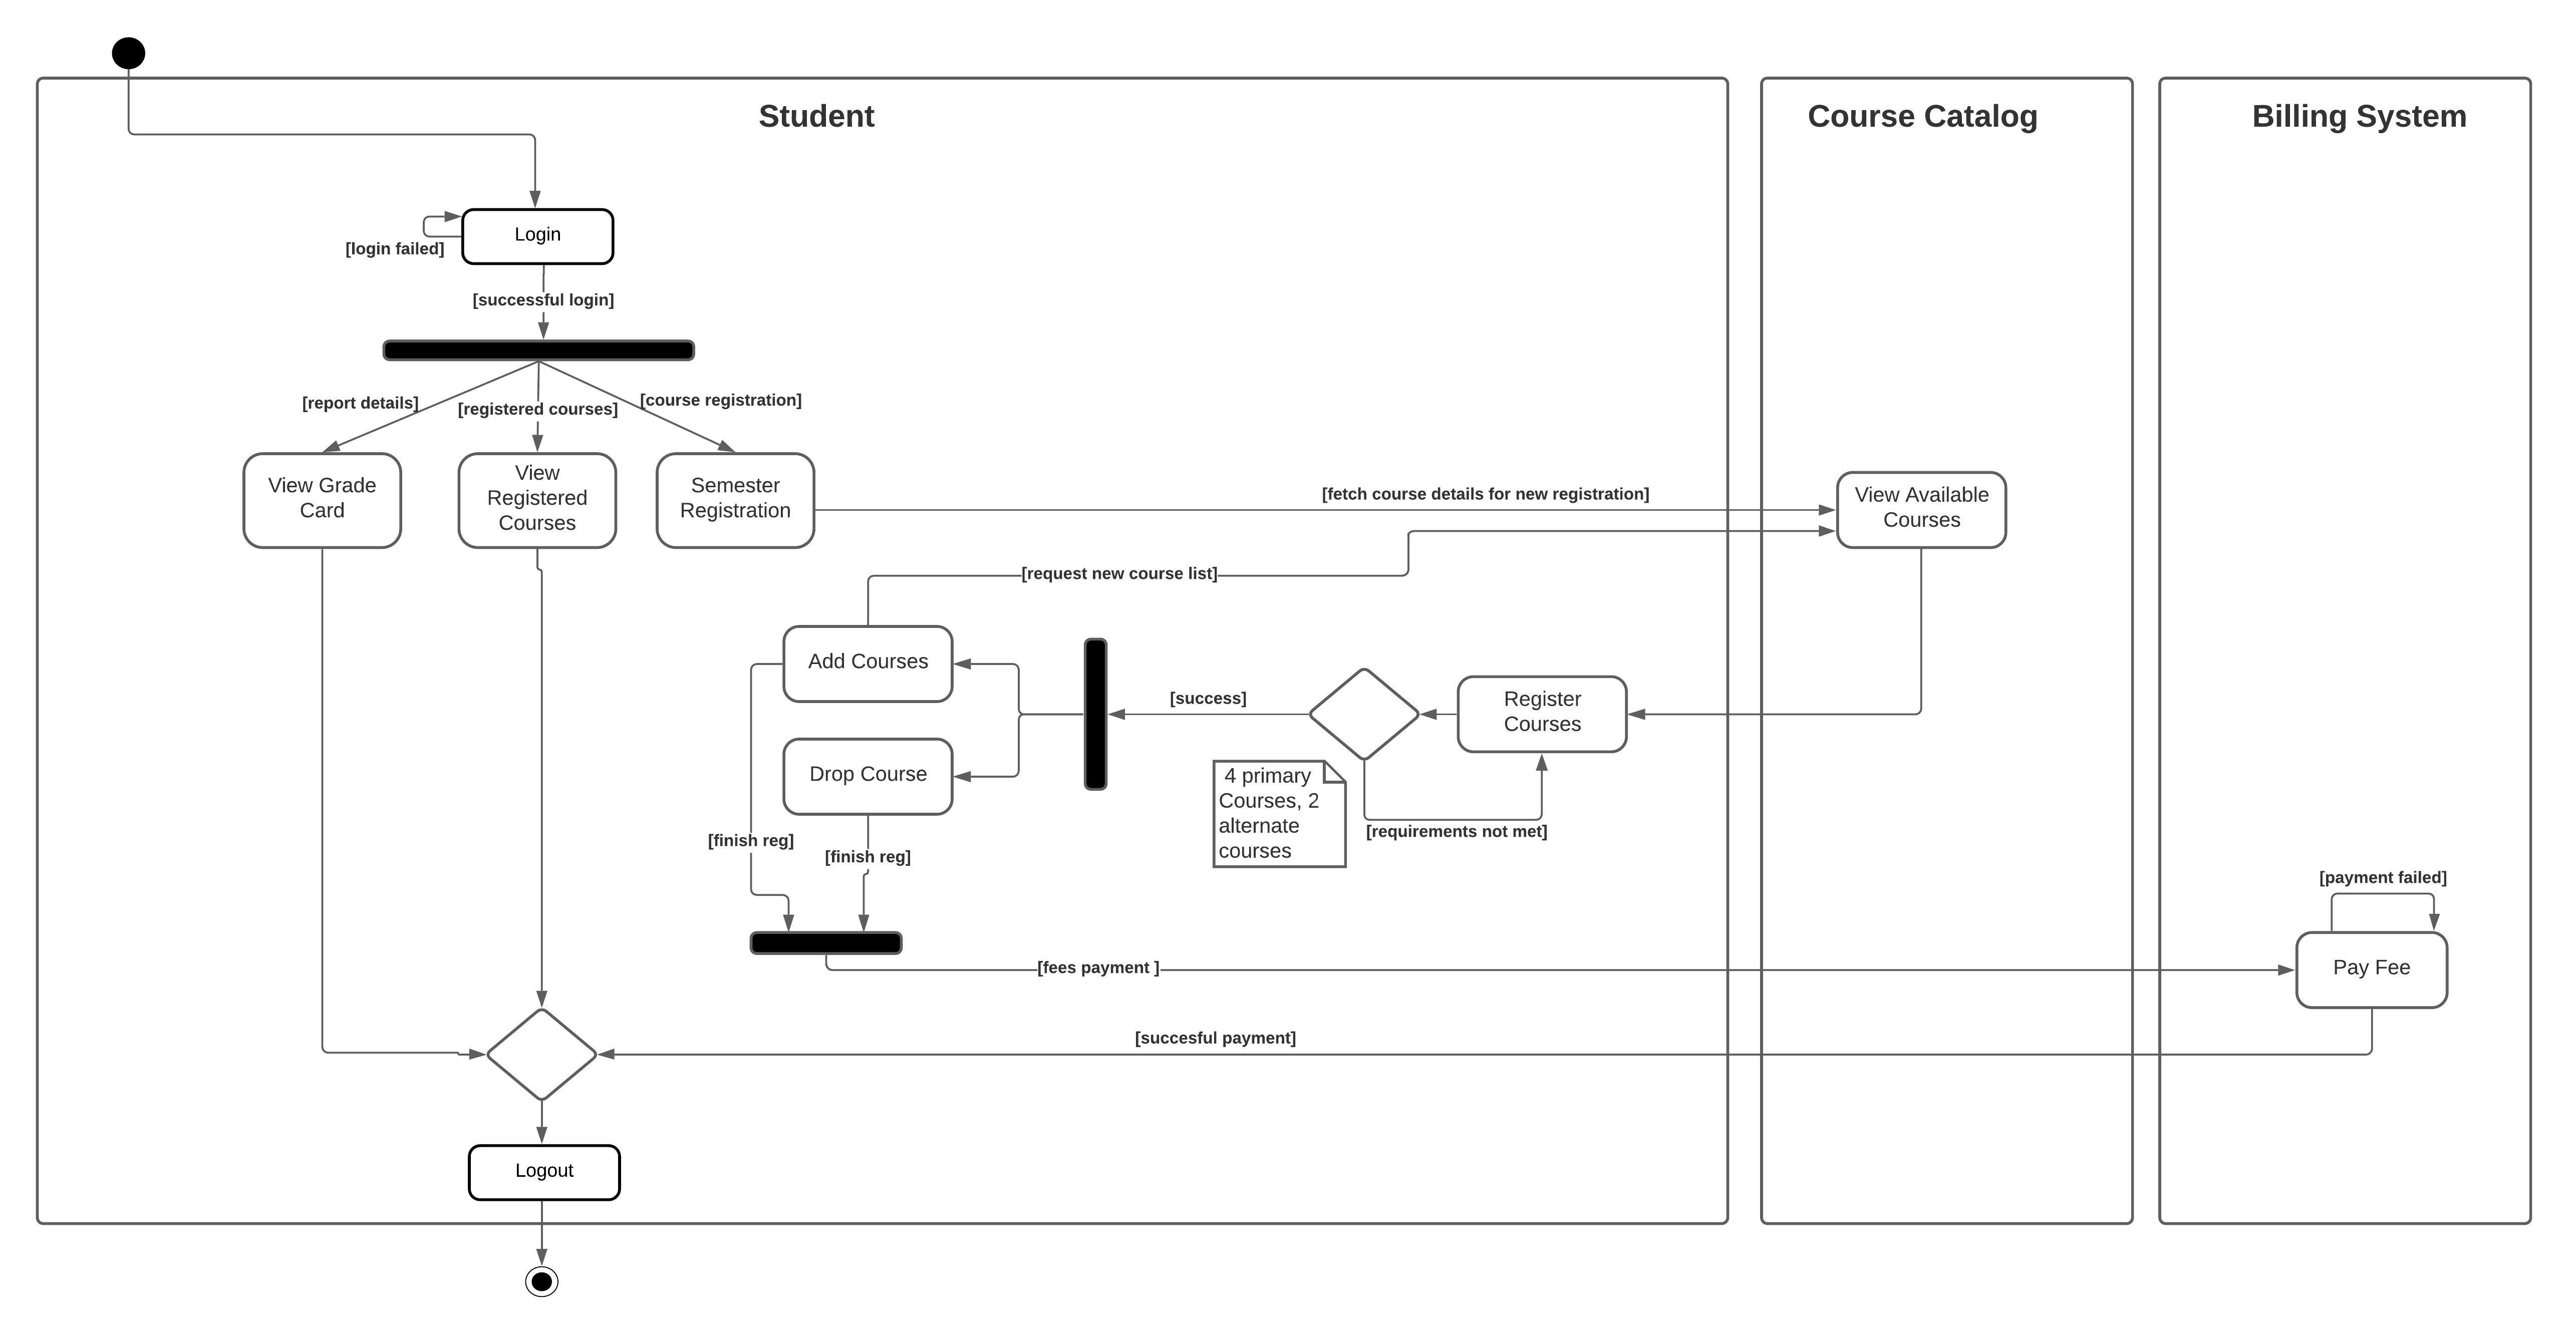 Student
Course Catalog
Billing System
Login
[login failed]
[successful login]
[report details]
[registered courses]
[course registration]
View Grade
Card
View
Registered
Courses
Semester
Registration
[fetch course details for new registration]
View Available
Courses
[request new course list]
Add Courses
[success]
Register
Courses
Drop Course
4 primary
Courses, 2
alternate
courses
[requirements not met]
[finish reg]
[finish reg]
[payment failed]
[fees payment ]
Pay Fee
[succesful payment]
Logout